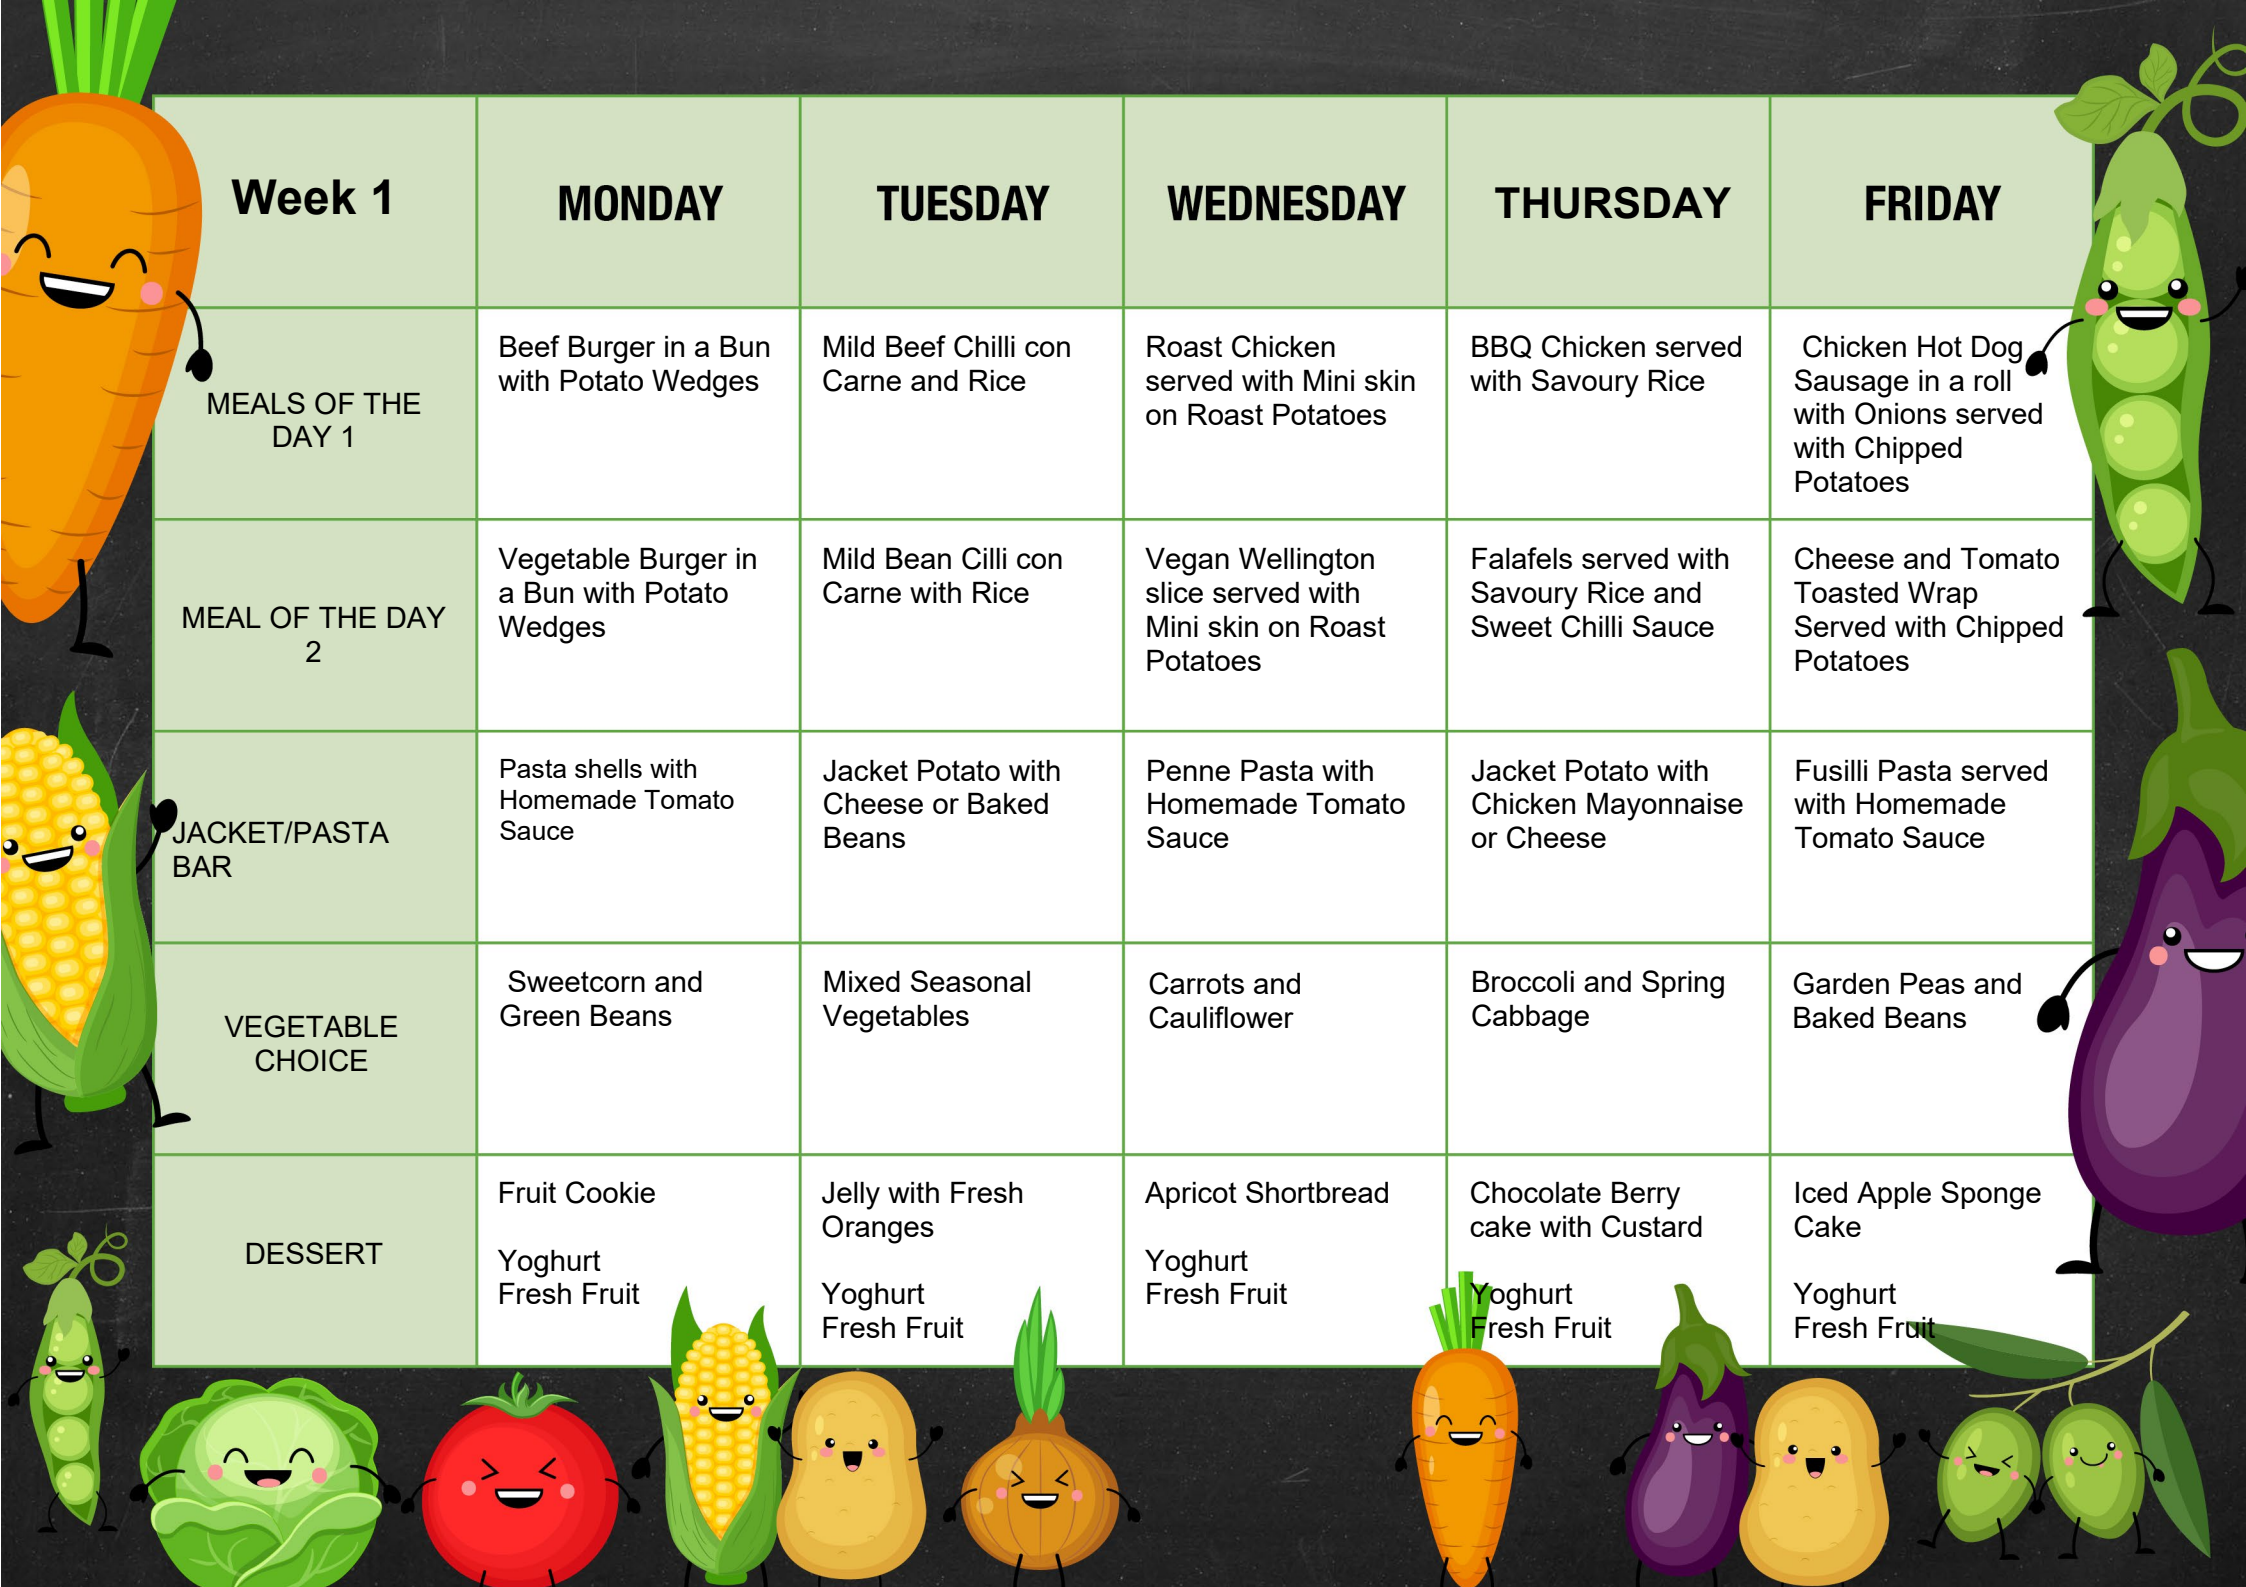 Week 1
MONDAY
TUESDAY
WEDNESDAY
THURSDAY
FRIDAY
MEALS OF THE
DAY 1
Beef Burger in a Bun
with Potato Wedges
Mild Beef Chilli con
Carne and Rice
Roast Chicken
served with Mini skin
on Roast Potatoes
BBQ Chicken served
with Savoury Rice
Chicken Hot Dog
Sausage in a roll
with Onions served
with Chipped
Potatoes
MEAL OF THE DAY
2
Vegetable Burger in
a Bun with Potato
Wedges
Mild Bean Cilli con
Carne with Rice
Vegan Wellington
slice served with
Mini skin on Roast
Potatoes
Falafels served with
Savoury Rice and
Sweet Chilli Sauce
Cheese and Tomato
Toasted Wrap
Served with Chipped
Potatoes
JACKET/PASTA
BAR
Pasta shells with
Homemade Tomato
Sauce
Jacket Potato with
Cheese or Baked
Beans
Penne Pasta with
Homemade Tomato
Sauce
Jacket Potato with
Chicken Mayonnaise
or Cheese
Fusilli Pasta served
with Homemade
Tomato Sauce
VEGETABLE
CHOICE
Sweetcorn and
Green Beans
Mixed Seasonal
Vegetables
Carrots and
Cauliflower
Broccoli and Spring
Cabbage
Garden Peas and
Baked Beans
DESSERT
Fruit Cookie
Yoghurt
Fresh Fruit
Jelly with Fresh
Oranges
Yoghurt
Fresh Fruit
Apricot Shortbread
Yoghurt
Fresh Fruit
Chocolate Berry
cake with Custard
Yoghurt
Fresh Fruit
Iced Apple Sponge
Cake
Yoghurt
Fresh Fruit